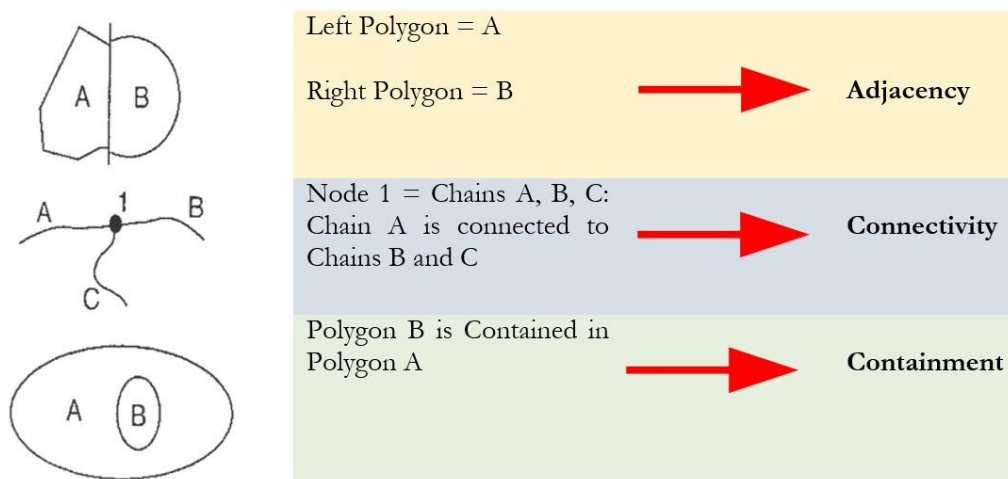 A B
Left Polygon = A
Right Polygon = B
Adjacency
A 1 B
C
Node 1 = Chains A, B, C:
Chain A is connected to
Chains B and C
Connectivity
A B
Polygon B is Contained in
Polygon A
Containment